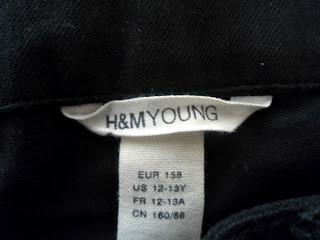 H&M YOUNG
EUR 158
US 12-13Y
FR 12-13A
CN 160/66